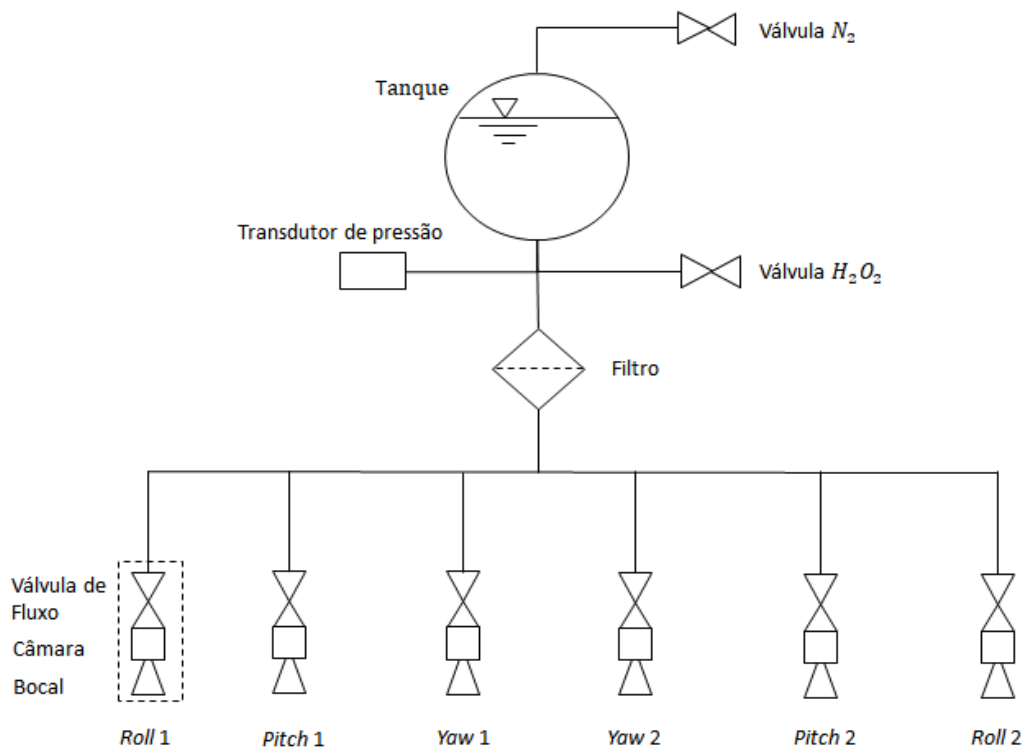 Válvula N₂
Tanque
Transdutor de pressão
Válvula H₂O₂
Filtro
Válvula de
Fluxo
Câmara
Bocal
Roll 1
Pitch 1
Yaw 1
Yaw 2
Pitch 2
Roll 2